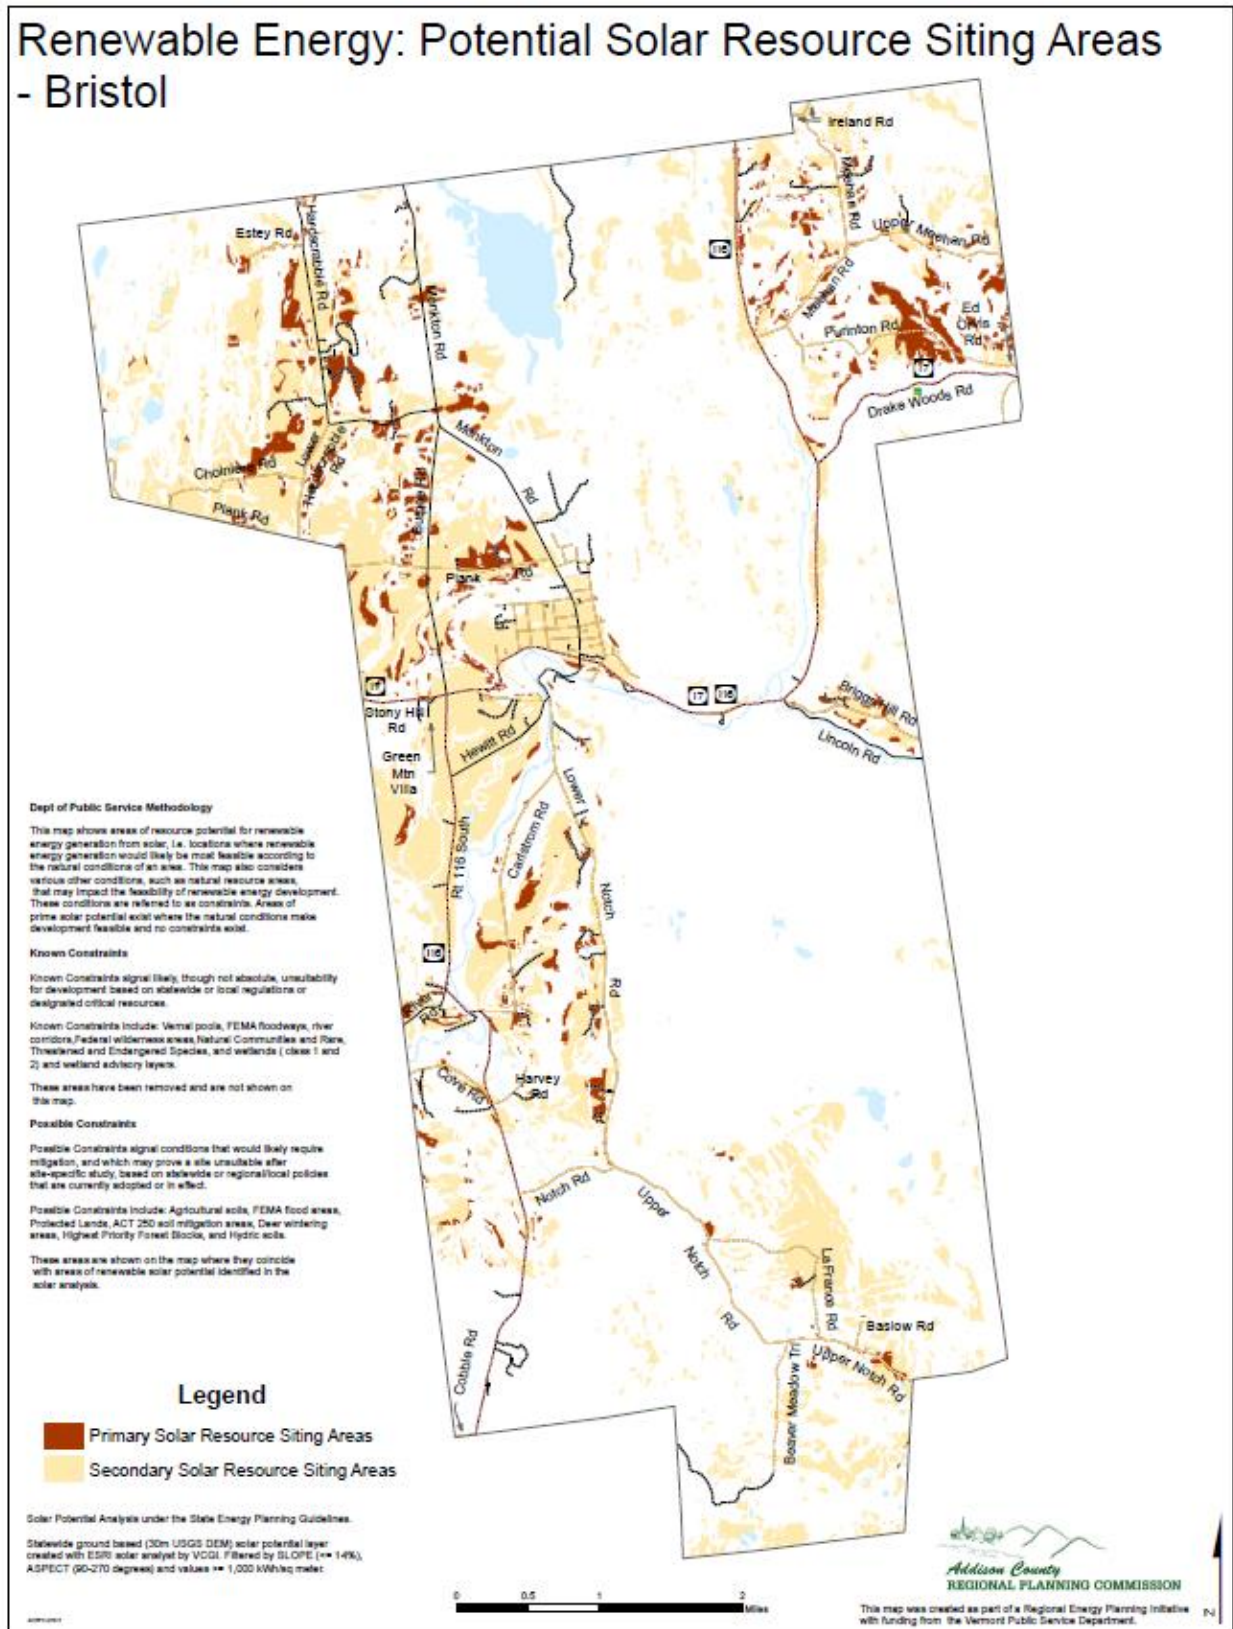 Renewable Energy: Potential Solar Resource Siting Areas
- Bristol
Ireland Rd
Meehan Rd
Upper Meehan Rd
116
Estey Rd
Hardscrabble Rd
Monkton Rd
Meehan Rd
Purinton Rd
Ed
Orvis
Rd
17
Drake Woods Rd
Monkton
Rd
Lower
Hardscrabble
Rd
Cholniere Rd
Plank Rd
Plank Rd
17
Stony Hill
Rd
Green
Mtn
Villa
Hewitt Rd
17 116
Briggs Hill Rd
Lincoln Rd
Lower
Notch
Rd
Carlstrom Rd
Rt 116 South
116
River
Rd
Cove Rd
Harvey
Rd
Notch Rd
Upper
Notch
Rd
LaFrance Rd
Baslow Rd
Upper Notch Rd
Beaver Meadow Trl
Cobble Rd
Dept of Public Service Methodology
This map shows areas of resource potential for renewable
energy generation from solar, i.e. locations where renewable
energy generation would likely be most feasible according to
the natural conditions of an area. This map also considers
various other conditions, such as natural resource areas,
that may impact the feasibility of renewable energy development.
These conditions are referred to as constraints. Areas of
prime solar potential exist where the natural conditions make
development feasible and no constraints exist.
Known Constraints
Known Constraints signal likely, though not absolute, unsuitability
for development based on statewide or local regulations or
designated critical resources.
Known Constraints include: Vernal pools, FEMA floodways, river
corridors,Federal wilderness areas,Natural Communities and Rare,
Threatened and Endangered Species, and wetlands ( class 1 and
2) and wetland advisory layers.
These areas have been removed and are not shown on
this map.
Possible Constraints
Possible Constraints signal conditions that would likely require
mitigation, and which may prove a site unsuitable after
site-specific study, based on statewide or regional/local policies
that are currently adopted or in effect.
Possible Constraints include: Agricultural soils, FEMA flood areas,
Protected Lands, ACT 250 soil mitigation areas, Deer wintering
areas, Highest Priority Forest Blocks, and Hydric soils.
These areas are shown on the map where they coincide
with areas of renewable solar potential identified in the
solar analysis.
Legend
Primary Solar Resource Siting Areas
Secondary Solar Resource Siting Areas
Solar Potential Analysis under the State Energy Planning Guidelines.
Statewide ground based (30m USGS DEM) solar potential layer
created with ESRI solar analyst by VCGI. Filtered by SLOPE (<= 14%),
ASPECT (90-270 degrees) and values >= 1,000 kWh/sq meter.
0 0.5 1 2
Miles
Addison County
REGIONAL PLANNING COMMISSION
This map was created as part of a Regional Energy Planning Initiative
with funding from the Vermont Public Service Department.
N